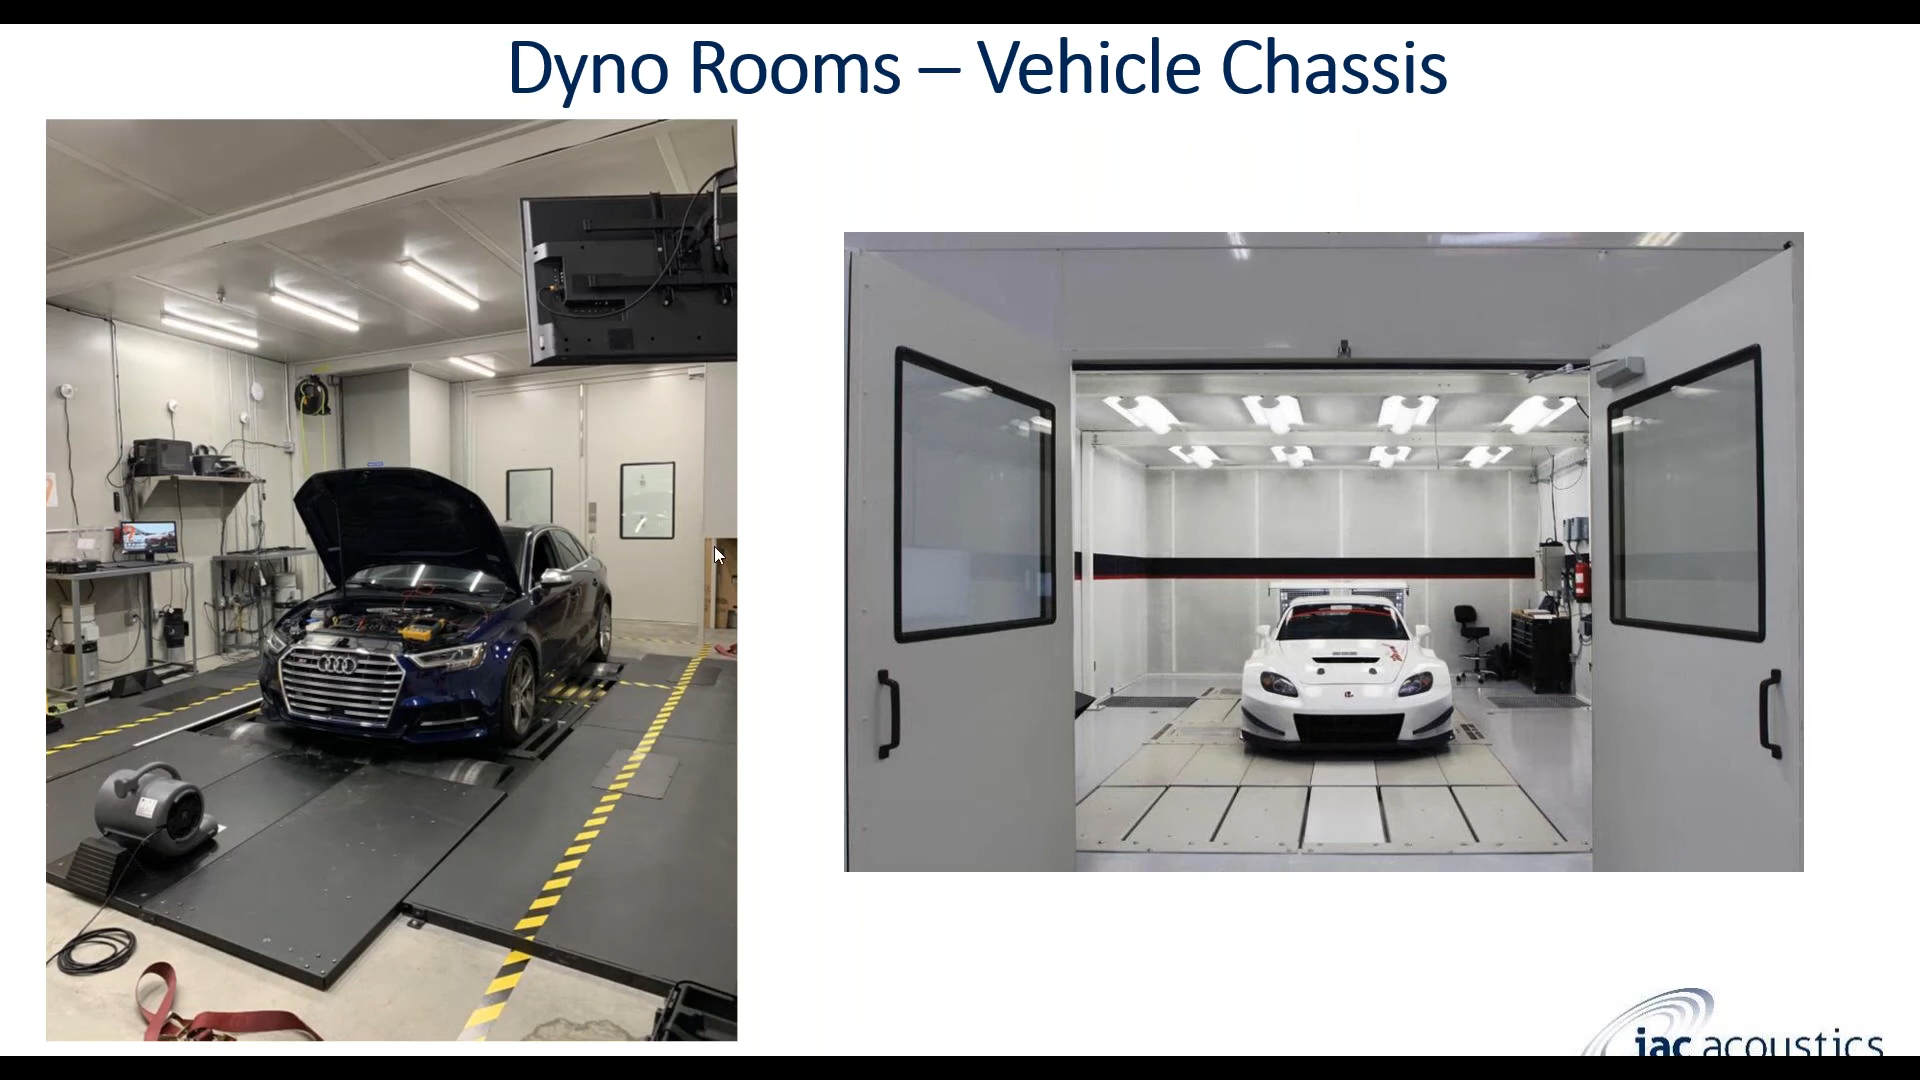 Dyno Rooms – Vehicle Chassis
iac acoustics